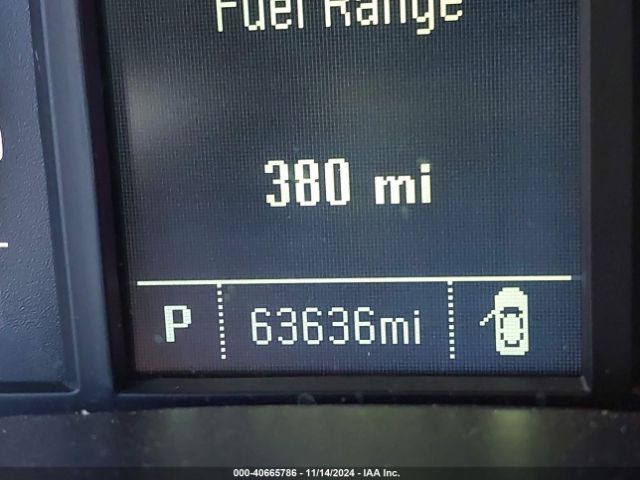 Fuel Range
380 mi
P 63636mi
000-40665786 - 11/14/2024 - IAA Inc.